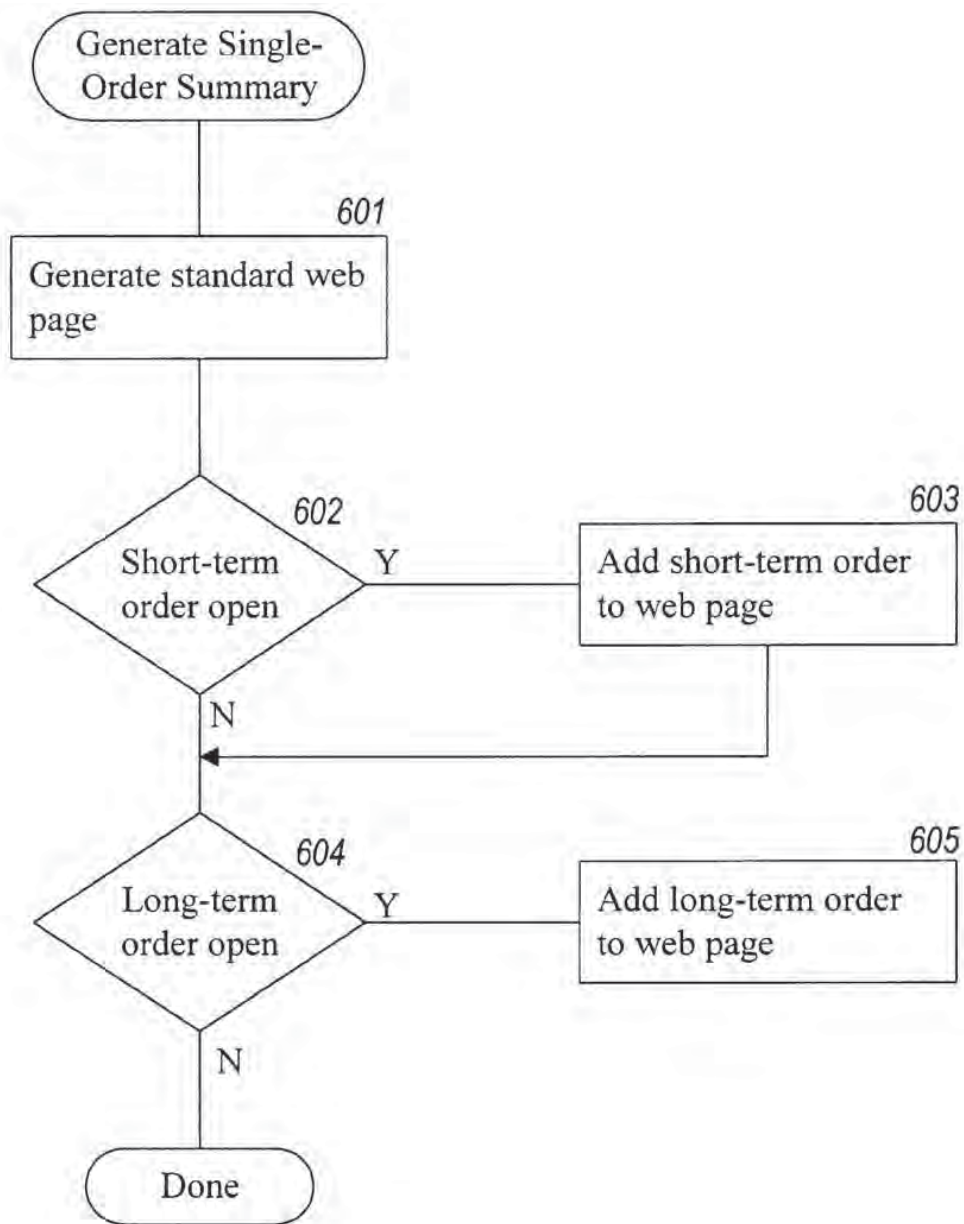 Generate Single-
Order Summary
601
Generate standard web
page
602
Short-term
order open
Y
N
603
Add short-term order
to web page
604
Long-term
order open
Y
N
605
Add long-term order
to web page
Done